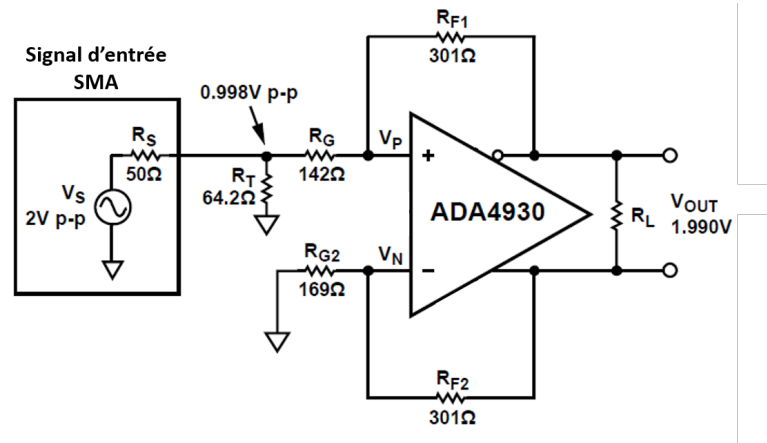 Signal d’entrée
SMA
RS
50Ω
VS
2V p-p
0.998V p-p
RT
64.2Ω
RG
142Ω
RF1
301Ω
VP
+
ADA4930
RG2
169Ω
VN
–
RF2
301Ω
RL
VOUT
1.990V